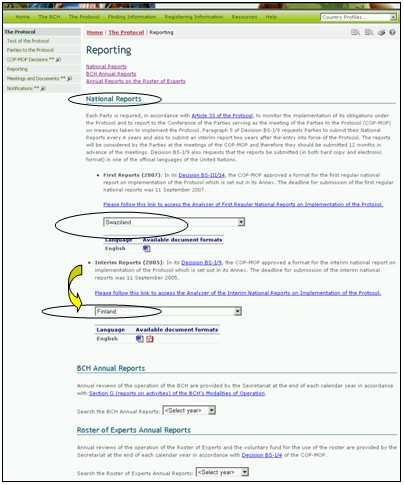 Home The BCH The Protocol Finding Information Registering Information Resources Help Country Profiles...
The Protocol
Text of the Protocol
Parties to the Protocol
COP-MOP Decisions
Reporting
Meetings and Documents
Notifications
Home | The Protocol | Reporting
Reporting
National Reports
BCH Annual Reports
Annual Reports on the Roster of Experts
National Reports
Each Party is required, in accordance with Article 33 of the Protocol, to monitor the implementation of its obligations under
the Protocol and to report to the Conference of the Parties serving as the meeting of the Parties to the Protocol (COP-MOP)
on measures taken to implement the Protocol. Paragraph 5 of Decision BS-I/9 requests Parties to submit their National
Reports every 4 years and also to submit an interim report two years after the entry into force of the Protocol. The reports
will be considered by the Parties at the meetings of the COP-MOP and therefore they should be submitted 12 months in
advance of the meetings. Decision BS-I/9 also requests that the reports be submitted (in both hard copy and electronic
format) in one of the official languages of the United Nations.
• First Reports (2007): In its Decision BS-III/14, the COP-MOP approved a format for the first regular national
report on implementation of the Protocol which is set out in its Annex. The deadline for submission of the first regular
national reports was 11 September 2007.
Please follow this link to access the Analyzer of First Regular National Reports on Implementation of the Protocol.
Swaziland
Language Available document formats
English
• Interim Reports (2005): In its Decision BS-I/9, the COP-MOP approved a format for the interim national report on
implementation of the Protocol which is set out in its Annex. The deadline for submission of the interim national
reports was 11 September 2005.
Please follow this link to access the Analyzer of the Interim National Reports on Implementation of the Protocol.
Finland
Language Available document formats
English
BCH Annual Reports
Annual reviews of the operation of the BCH are provided by the Secretariat at the end of each calendar year in accordance
with Section G (reports on activities) of the BCH's Modalities of Operation.
Search the BCH Annual Reports: <Select year>
Roster of Experts Annual Reports
Annual reviews of the operation of the Roster of Experts and the voluntary fund for the use of the roster are provided by the
Secretariat at the end of each calendar year in accordance with Decision BS-I/4 of the COP-MOP.
Search the Roster of Experts Annual Reports: <Select year>